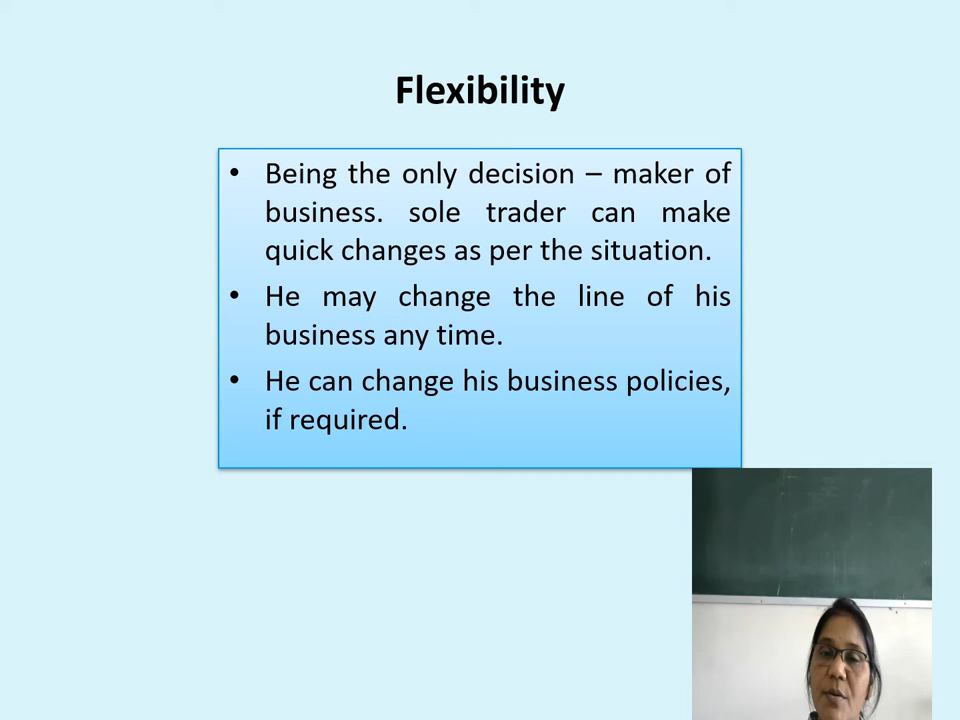 Flexibility
• Being the only decision – maker of
business. sole trader can make
quick changes as per the situation.
• He may change the line of his
business any time.
• He can change his business policies,
if required.